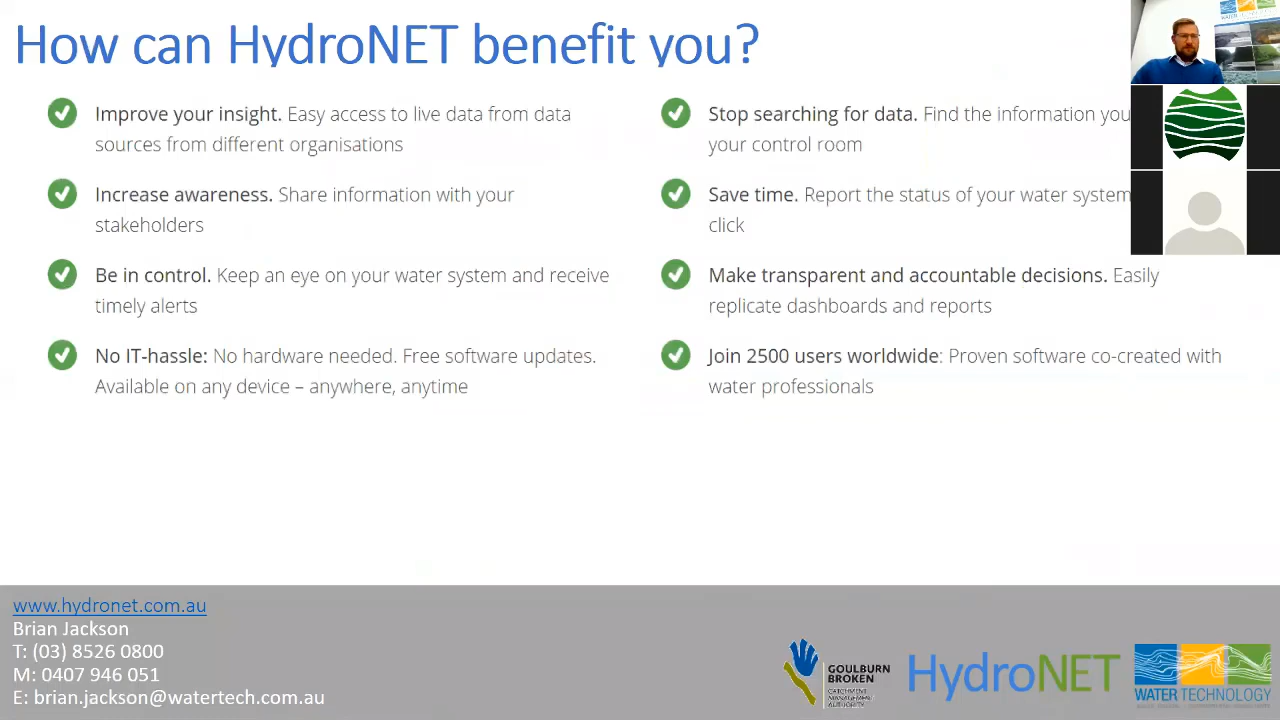 How can HydroNET benefit you?
Improve your insight. Easy access to live data from data
sources from different organisations
Increase awareness. Share information with your
stakeholders
Be in control. Keep an eye on your water system and receive
timely alerts
No IT-hassle: No hardware needed. Free software updates.
Available on any device – anywhere, anytime
Stop searching for data. Find the information you
your control room
Save time. Report the status of your water system
click
Make transparent and accountable decisions. Easily
replicate dashboards and reports
Join 2500 users worldwide: Proven software co-created with
water professionals
www.hydronet.com.au
Brian Jackson
T: (03) 8526 0800
M: 0407 946 051
E: brian.jackson@watertech.com.au
GOULBURN
BROKEN
CATCHMENT
MANAGEMENT
AUTHORITY
HydroNET
WATER TECHNOLOGY